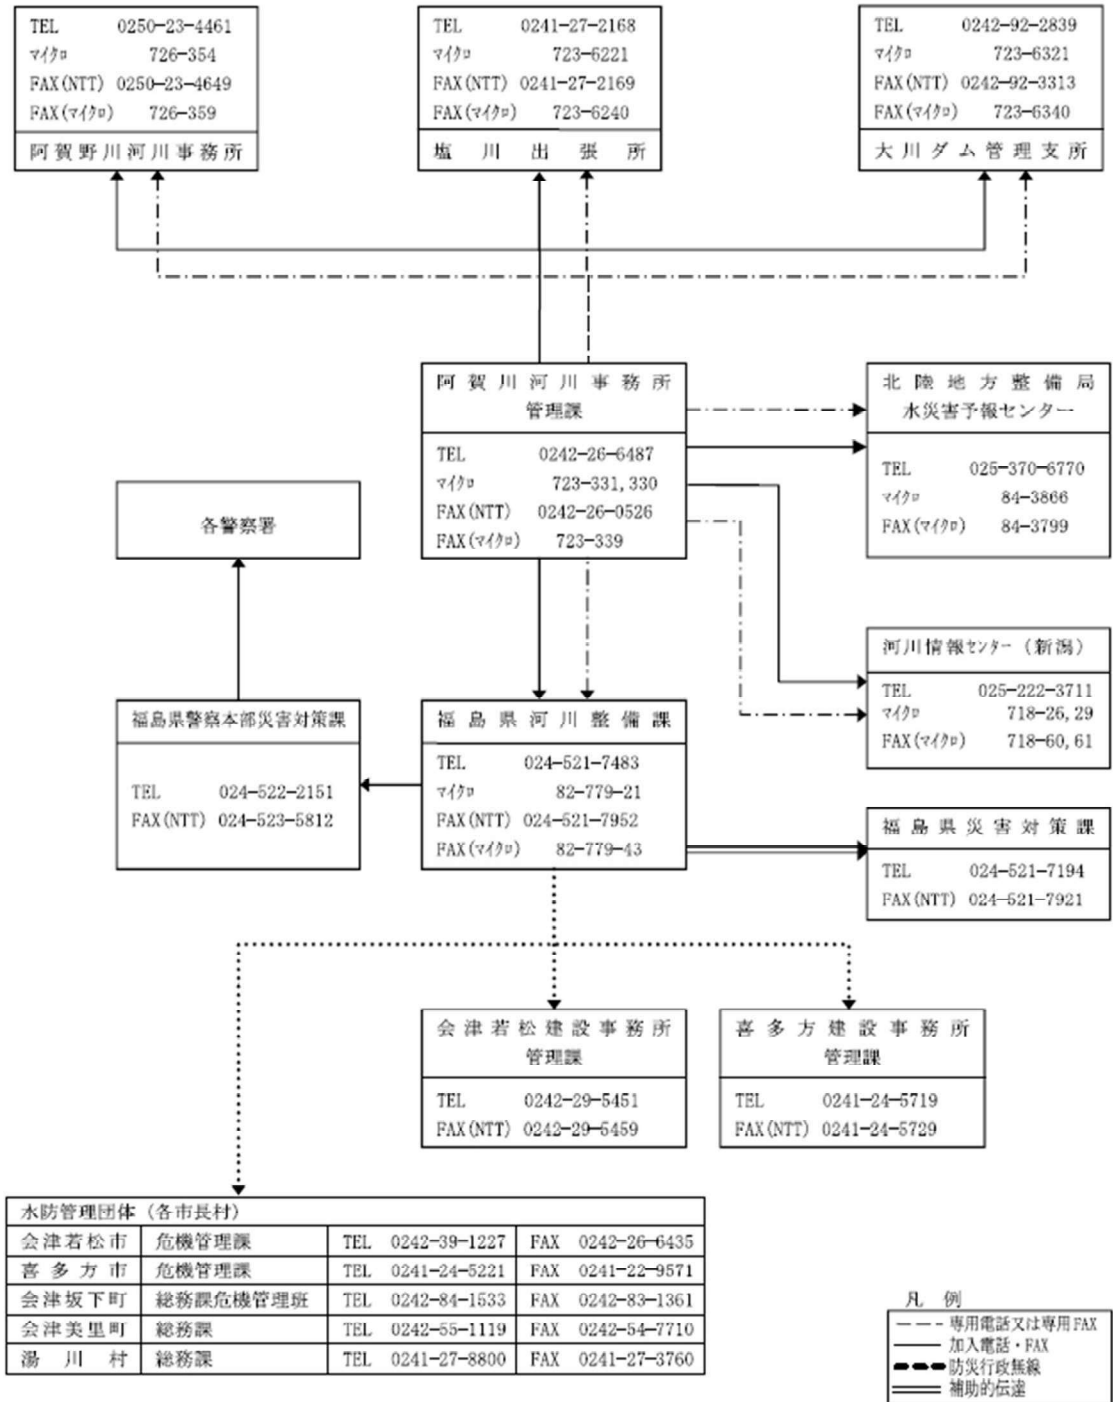 TEL 0250-23-4461
マイクロ 726-354
FAX(NTT) 0250-23-4649
FAX(マイクロ) 726-359
阿賀野川河川事務所
TEL 0241-27-2168
マイクロ 723-6221
FAX(NTT) 0241-27-2169
FAX(マイクロ) 723-6240
塩川出張所
TEL 0242-92-2839
マイクロ 723-6321
FAX(NTT) 0242-92-3313
FAX(マイクロ) 723-6340
大川ダム管理支所
阿賀川河川事務所
管理課
TEL 0242-26-6487
マイクロ 723-331,330
FAX(NTT) 0242-26-0526
FAX(マイクロ) 723-339
北陸地方整備局
水災害予報センター
TEL 025-370-6770
マイクロ 84-3866
FAX(マイクロ) 84-3799
各警察署
河川情報センター（新潟）
TEL 025-222-3711
マイクロ 718-26,29
FAX(マイクロ) 718-60,61
福島県警察本部災害対策課
TEL 024-522-2151
FAX(NTT) 024-523-5812
福島県河川整備課
TEL 024-521-7483
マイクロ 82-779-21
FAX(NTT) 024-521-7952
FAX(マイクロ) 82-779-43
福島県災害対策課
TEL 024-521-7194
FAX(NTT) 024-521-7921
会津若松建設事務所
管理課
TEL 0242-29-5451
FAX(NTT) 0242-29-5459
喜多方建設事務所
管理課
TEL 0241-24-5719
FAX(NTT) 0241-24-5729
水防管理団体（各市長村）
会津若松市 危機管理課 TEL 0242-39-1227 FAX 0242-26-6435
喜多方市 危機管理課 TEL 0241-24-5221 FAX 0241-22-9571
会津坂下町 総務課危機管理班 TEL 0242-84-1533 FAX 0242-83-1361
会津美里町 総務課 TEL 0242-55-1119 FAX 0242-54-7710
湯川村 総務課 TEL 0241-27-8800 FAX 0241-27-3760
凡例
専用電話又は専用FAX
加入電話・FAX
防災行政無線
補助的伝達